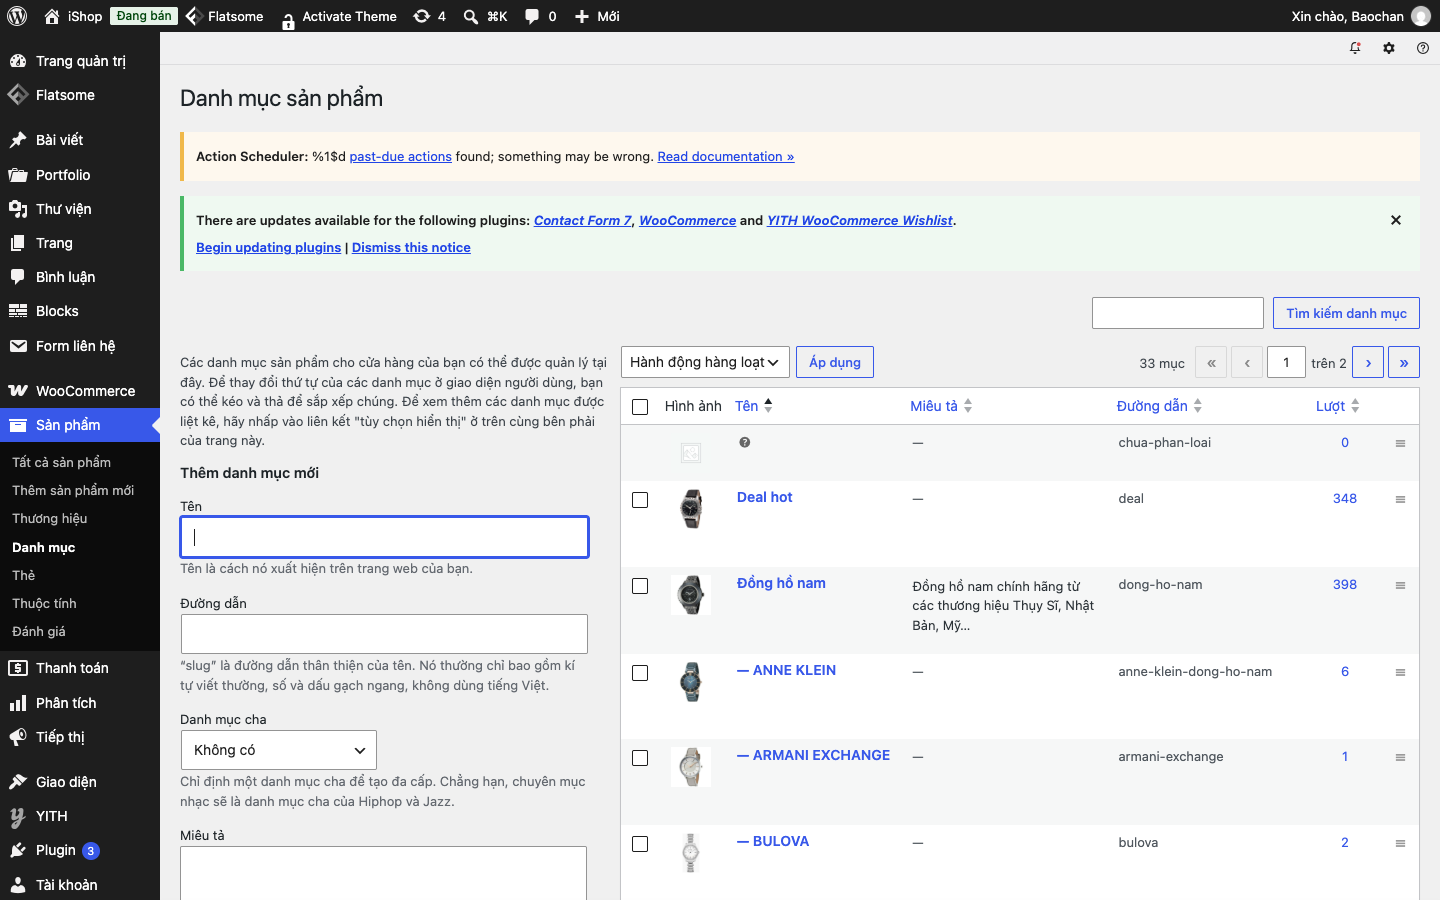 iShop
Đang bán
Flatsome
Activate Theme
4
⌘K
0
Mới
Xin chào, Baochan
Trang quản trị
Flatsome
Bài viết
Portfolio
Thư viện
Trang
Bình luận
Blocks
Form liên hệ
WooCommerce
Sản phẩm
Tất cả sản phẩm
Thêm sản phẩm mới
Thương hiệu
Danh mục
Thẻ
Thuộc tính
Đánh giá
Thanh toán
Phân tích
Tiếp thị
Giao diện
YITH
Plugin 3
Tài khoản
Danh mục sản phẩm
Action Scheduler: %1$d past-due actions found; something may be wrong. Read documentation »
There are updates available for the following plugins: Contact Form 7, WooCommerce and YITH WooCommerce Wishlist.
Begin updating plugins | Dismiss this notice
Tìm kiếm danh mục
Các danh mục sản phẩm cho cửa hàng của bạn có thể được quản lý tại
đây. Để thay đổi thứ tự của các danh mục ở giao diện người dùng, bạn
có thể kéo và thả để sắp xếp chúng. Để xem thêm các danh mục được
liệt kê, hãy nhấp vào liên kết "tùy chọn hiển thị" ở trên cùng bên phải
của trang này.
Thêm danh mục mới
Tên
Tên là cách nó xuất hiện trên trang web của bạn.
Đường dẫn
“slug” là đường dẫn thân thiện của tên. Nó thường chỉ bao gồm kí
tự viết thường, số và dấu gạch ngang, không dùng tiếng Việt.
Danh mục cha
Không có
Chỉ định một danh mục cha để tạo đa cấp. Chẳng hạn, chuyên mục
nhạc sẽ là danh mục cha của Hiphop và Jazz.
Miêu tả
Hành động hàng loạt
Áp dụng
33 mục « ‹ 1 trên 2 › »
Hình ảnh Tên Miêu tả Đường dẫn Lượt
— chua-phan-loai 0
Deal hot — deal 348
Đồng hồ nam Đồng hồ nam chính hãng từ dong-ho-nam 398
các thương hiệu Thụy Sĩ, Nhật
Bản, Mỹ...
— ANNE KLEIN — anne-klein-dong-ho-nam 6
— ARMANI EXCHANGE — armani-exchange 1
— BULOVA — bulova 2